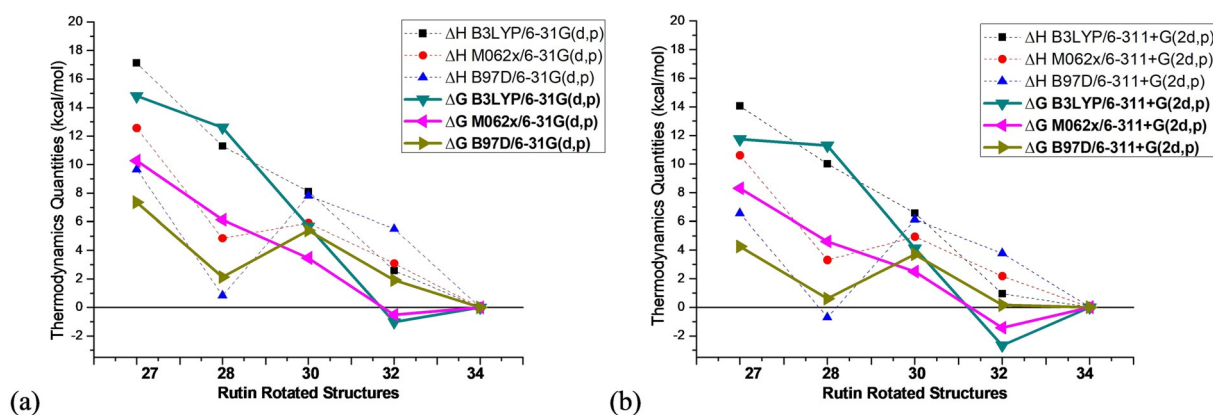 Thermodynamics Quantities (kcal/mol)
20
18
16
14
12
10
8
6
4
2
0
-2
ΔH B3LYP/6-31G(d,p)
ΔH M062x/6-31G(d,p)
ΔH B97D/6-31G(d,p)
ΔG B3LYP/6-31G(d,p)
ΔG M062x/6-31G(d,p)
ΔG B97D/6-31G(d,p)
27 28 30 32 34
Rutin Rotated Structures
(a)
Thermodynamics Quantities (kcal/mol)
20
18
16
14
12
10
8
6
4
2
0
-2
ΔH B3LYP/6-311+G(2d,p)
ΔH M062x/6-311+G(2d,p)
ΔH B97D/6-311+G(2d,p)
ΔG B3LYP/6-311+G(2d,p)
ΔG M062x/6-311+G(2d,p)
ΔG B97D/6-311+G(2d,p)
27 28 30 32 34
Rutin Rotated Structures
(b)